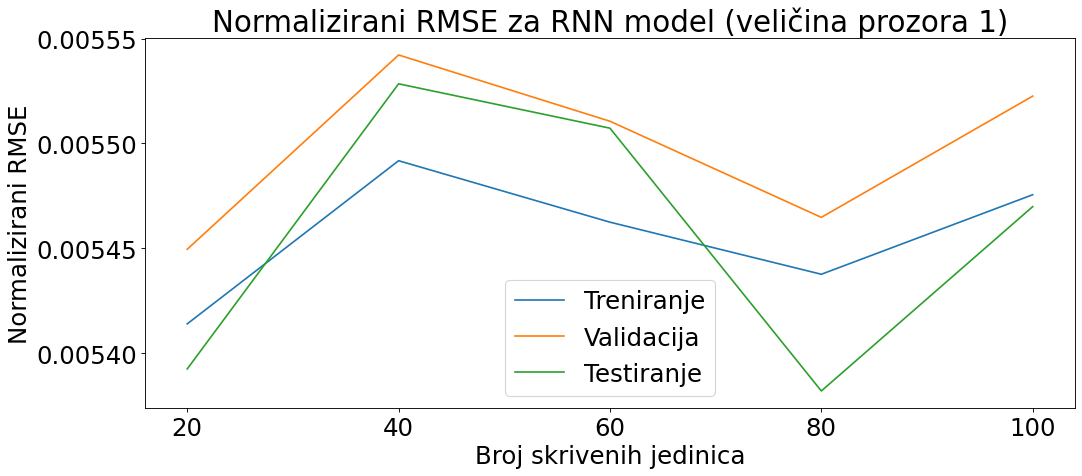 Normalizirani RMSE za RNN model (veličina prozora 1)
Normalizirani RMSE
0.00555
0.00550
0.00545
0.00540
Treniranje
Validacija
Testiranje
20 40 60 80 100
Broj skrivenih jedinica